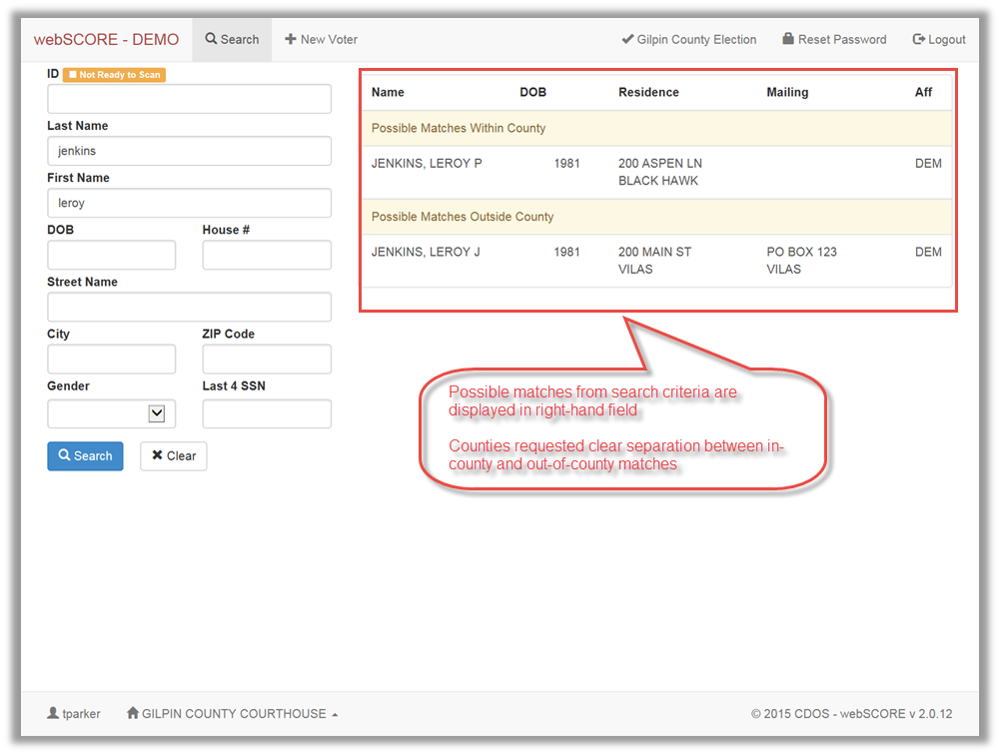 webSCORE - DEMO Search New Voter Gilpin County Election Reset Password Logout
ID Not Ready to Scan
Last Name
jenkins
First Name
leroy
DOB House #
Street Name
City ZIP Code
Gender Last 4 SSN
Search Clear
Name DOB Residence Mailing Aff
Possible Matches Within County
JENKINS, LEROY P 1981 200 ASPEN LN DEM
BLACK HAWK
Possible Matches Outside County
JENKINS, LEROY J 1981 200 MAIN ST PO BOX 123 DEM
VILAS VILAS
Possible matches from search criteria are
displayed in right-hand field
Counties requested clear separation between in-
county and out-of-county matches
tparker GILPIN COUNTY COURTHOUSE © 2015 CDOS - webSCORE v 2.0.12